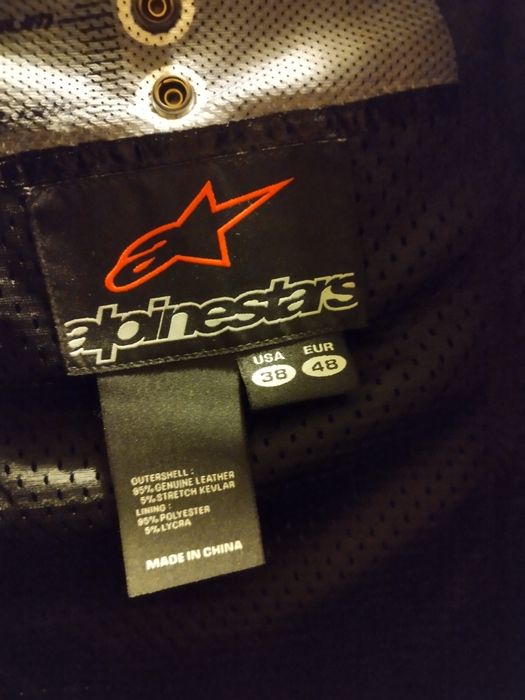 alpinestars
USA EUR
38 48
OUTERSHELL :
95% GENUINE LEATHER
5% STRETCH KEVLAR
LINING :
95% POLYESTER
5% LYCRA
MADE IN CHINA